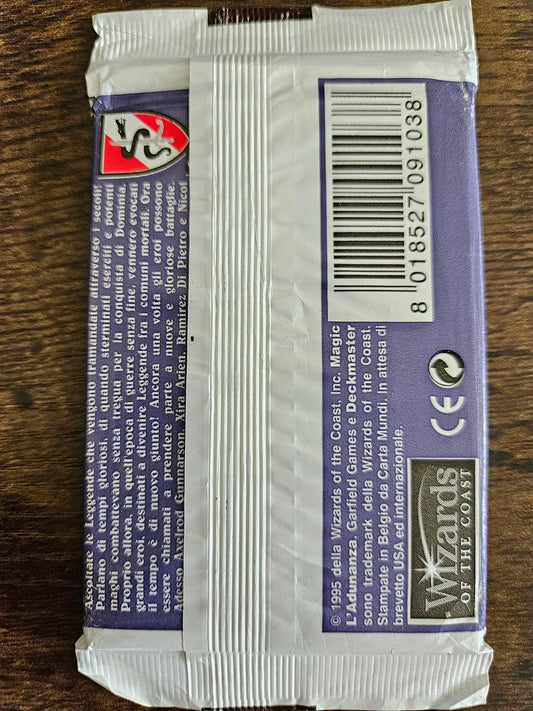 Ascoltate le Leggende che vengono tramandate attraverso i secoli!
Parlano di tempi gloriosi, di quando sterminati eserciti e potenti
maghi combattevano senza tregua per la conquista di Dominia.
Proprio allora, in quell'epoca di guerre senza fine, vennero evocati
grandi eroi, destinati a divenire Leggende fra i comuni mortali. Ora
il tempo è di nuovo giunto! Ancora una volta gli eroi possono
essere chiamati a prendere parte a nuove e gloriose battaglie.
Adesso Axelrod Gunnarson, Xira Arien, Ramirez Di Pietro e Nicol
8 018527 091038
© 1995 della Wizards of the Coast, Inc. Magic
L'Adunanza, Garfield Games e Deckmaster
sono trademark della Wizards of the Coast.
Stampate in Belgio da Carta Mundi. In attesa di
brevetto USA ed internazionale.
CE
Wizards
OF THE COAST